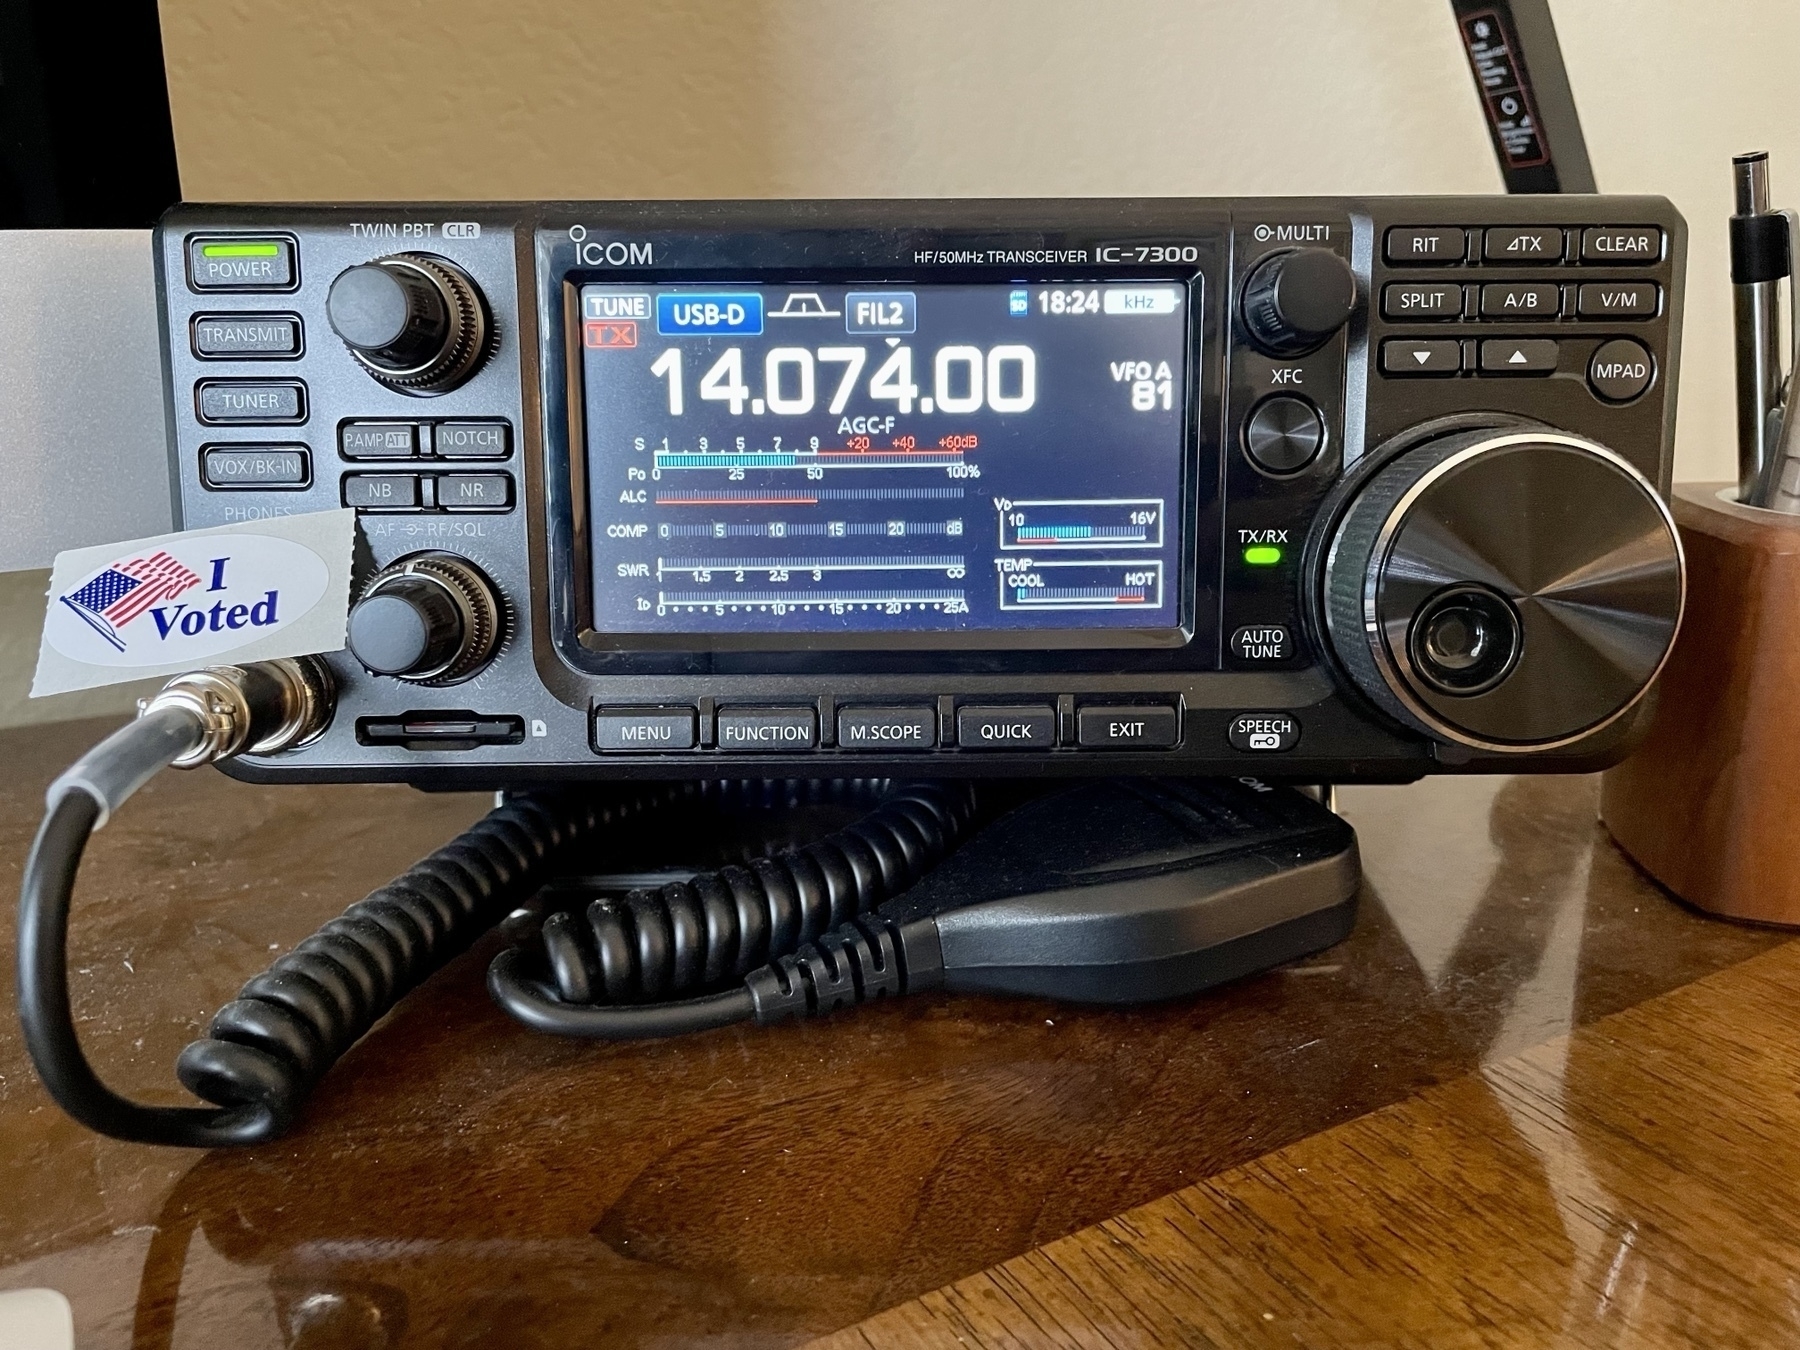 TWIN PBT CLR
POWER
TRANSMIT
TUNER
VOX/BK-IN
PHONES
P.AMP ATT
NOTCH
NB
NR
AF RF/SQL
I
Voted
ICOM
HF/50MHz TRANSCEIVER IC-7300
TUNE
TX
USB-D
FIL2
SD
18:24
kHz
14.074.00
VFO A
81
AGC-F
S 1 3 5 7 9 +20 +40 +60dB
Po 0 25 50 100%
ALC
COMP 0 5 10 15 20 dB
SWR 1 1.5 2 2.5 3 ∞
ID 0 5 10 15 20 25A
VD
10 16V
TEMP
COOL HOT
MENU
FUNCTION
M.SCOPE
QUICK
EXIT
MULTI
XFC
TX/RX
AUTO
TUNE
SPEECH
RIT
⊿TX
CLEAR
SPLIT
A/B
V/M
▼
▲
MPAD